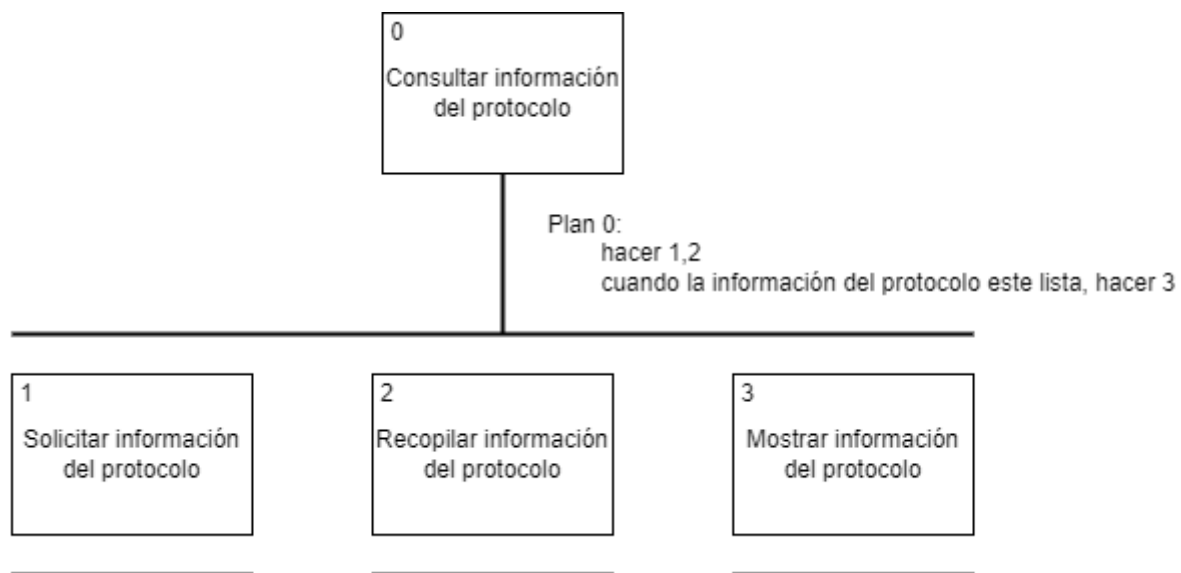 0
Consultar información
del protocolo
Plan 0:
hacer 1,2
cuando la información del protocolo este lista, hacer 3
1
Solicitar información
del protocolo
2
Recopilar información
del protocolo
3
Mostrar información
del protocolo